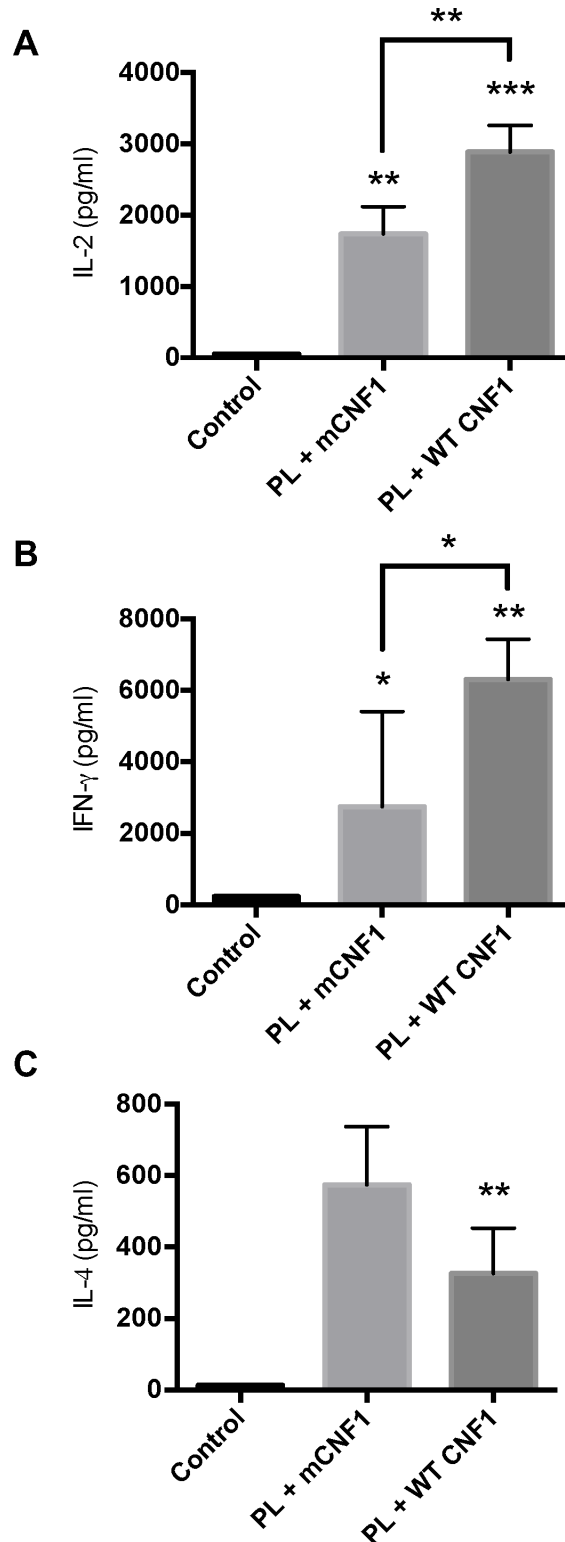 A
**
4000
***
3000
**
2000
1000
0
IL-2 (pg/ml)
Control
PL + mCNF1
PL + WT CNF1
B
*
8000
**
6000
*
4000
2000
0
IFN-γ (pg/ml)
Control
PL + mCNF1
PL + WT CNF1
C
800
600
**
400
200
0
IL-4 (pg/ml)
Control
PL + mCNF1
PL + WT CNF1